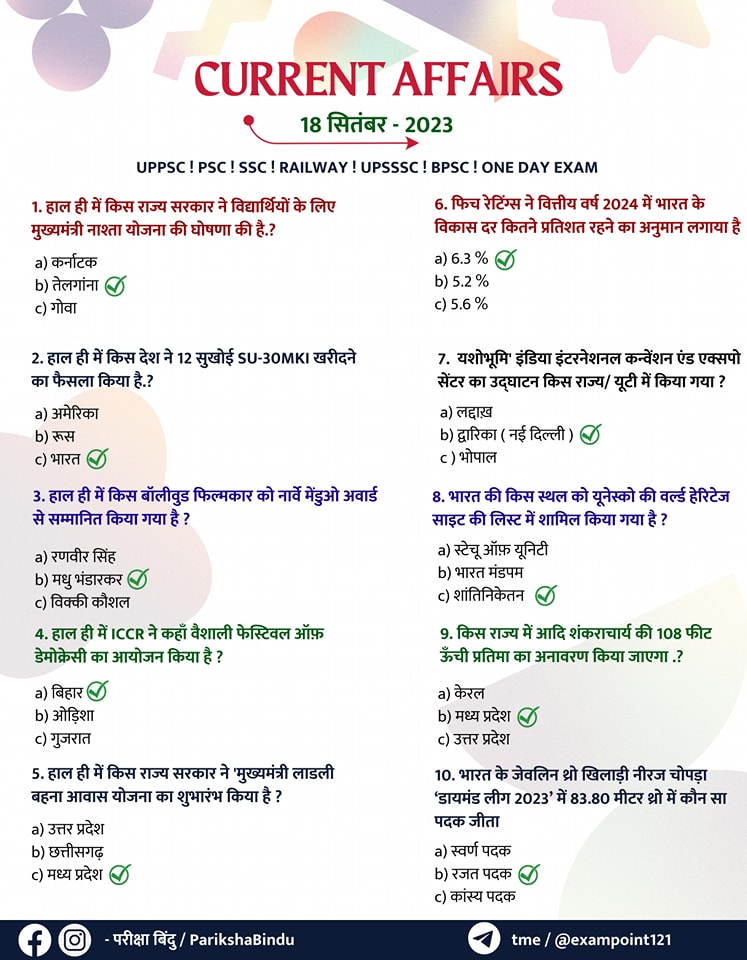 CURRENT AFFAIRS
18 सितंबर - 2023
UPPSC ! PSC ! SSC ! RAILWAY ! UPSSSC ! BPSC ! ONE DAY EXAM
1. हाल ही में किस राज्य सरकार ने विद्यार्थियों के लिए
मुख्यमंत्री नाश्ता योजना की घोषणा की है.?
a) कर्नाटक
b) तेलगांना
c) गोवा
2. हाल ही में किस देश ने 12 सुखोई SU-30MKI खरीदने
का फैसला किया है.?
a) अमेरिका
b) रूस
c) भारत
3. हाल ही में किस बॉलीवुड फिल्मकार को नार्वे मेंडुओ अवार्ड
से सम्मानित किया गया है ?
a) रणवीर सिंह
b) मधु भंडारकर
c) विक्की कौशल
4. हाल ही में ICCR ने कहाँ वैशाली फेस्टिवल ऑफ़
डेमोक्रेसी का आयोजन किया है ?
a) बिहार
b) ओड़िशा
c) गुजरात
5. हाल ही में किस राज्य सरकार ने 'मुख्यमंत्री लाडली
बहना आवास योजना का शुभारंभ किया है ?
a) उत्तर प्रदेश
b) छत्तीसगढ़
c) मध्य प्रदेश
6. फिच रेटिंग्स ने वित्तीय वर्ष 2024 में भारत के
विकास दर कितने प्रतिशत रहने का अनुमान लगाया है
a) 6.3 %
b) 5.2 %
c) 5.6 %
7. यशोभूमि' इंडिया इंटरनेशनल कन्वेंशन एंड एक्सपो
सेंटर का उद्घाटन किस राज्य/ यूटी में किया गया ?
a) लद्दाख़
b) द्वारिका ( नई दिल्ली )
c ) भोपाल
8. भारत की किस स्थल को यूनेस्को की वर्ल्ड हेरिटेज
साइट की लिस्ट में शामिल किया गया है ?
a) स्टेचू ऑफ़ यूनिटी
b) भारत मंडपम
c) शांतिनिकेतन
9. किस राज्य में आदि शंकराचार्य की 108 फीट
ऊँची प्रतिमा का अनावरण किया जाएगा .?
a) केरल
b) मध्य प्रदेश
c) उत्तर प्रदेश
10. भारत के जेवलिन थ्रो खिलाड़ी नीरज चोपड़ा
‘डायमंड लीग 2023’ में 83.80 मीटर थ्रो में कौन सा
पदक जीता
a) स्वर्ण पदक
b) रजत पदक
c) कांस्य पदक
- परीक्षा बिंदु / ParikshaBindu
tme / @exampoint121